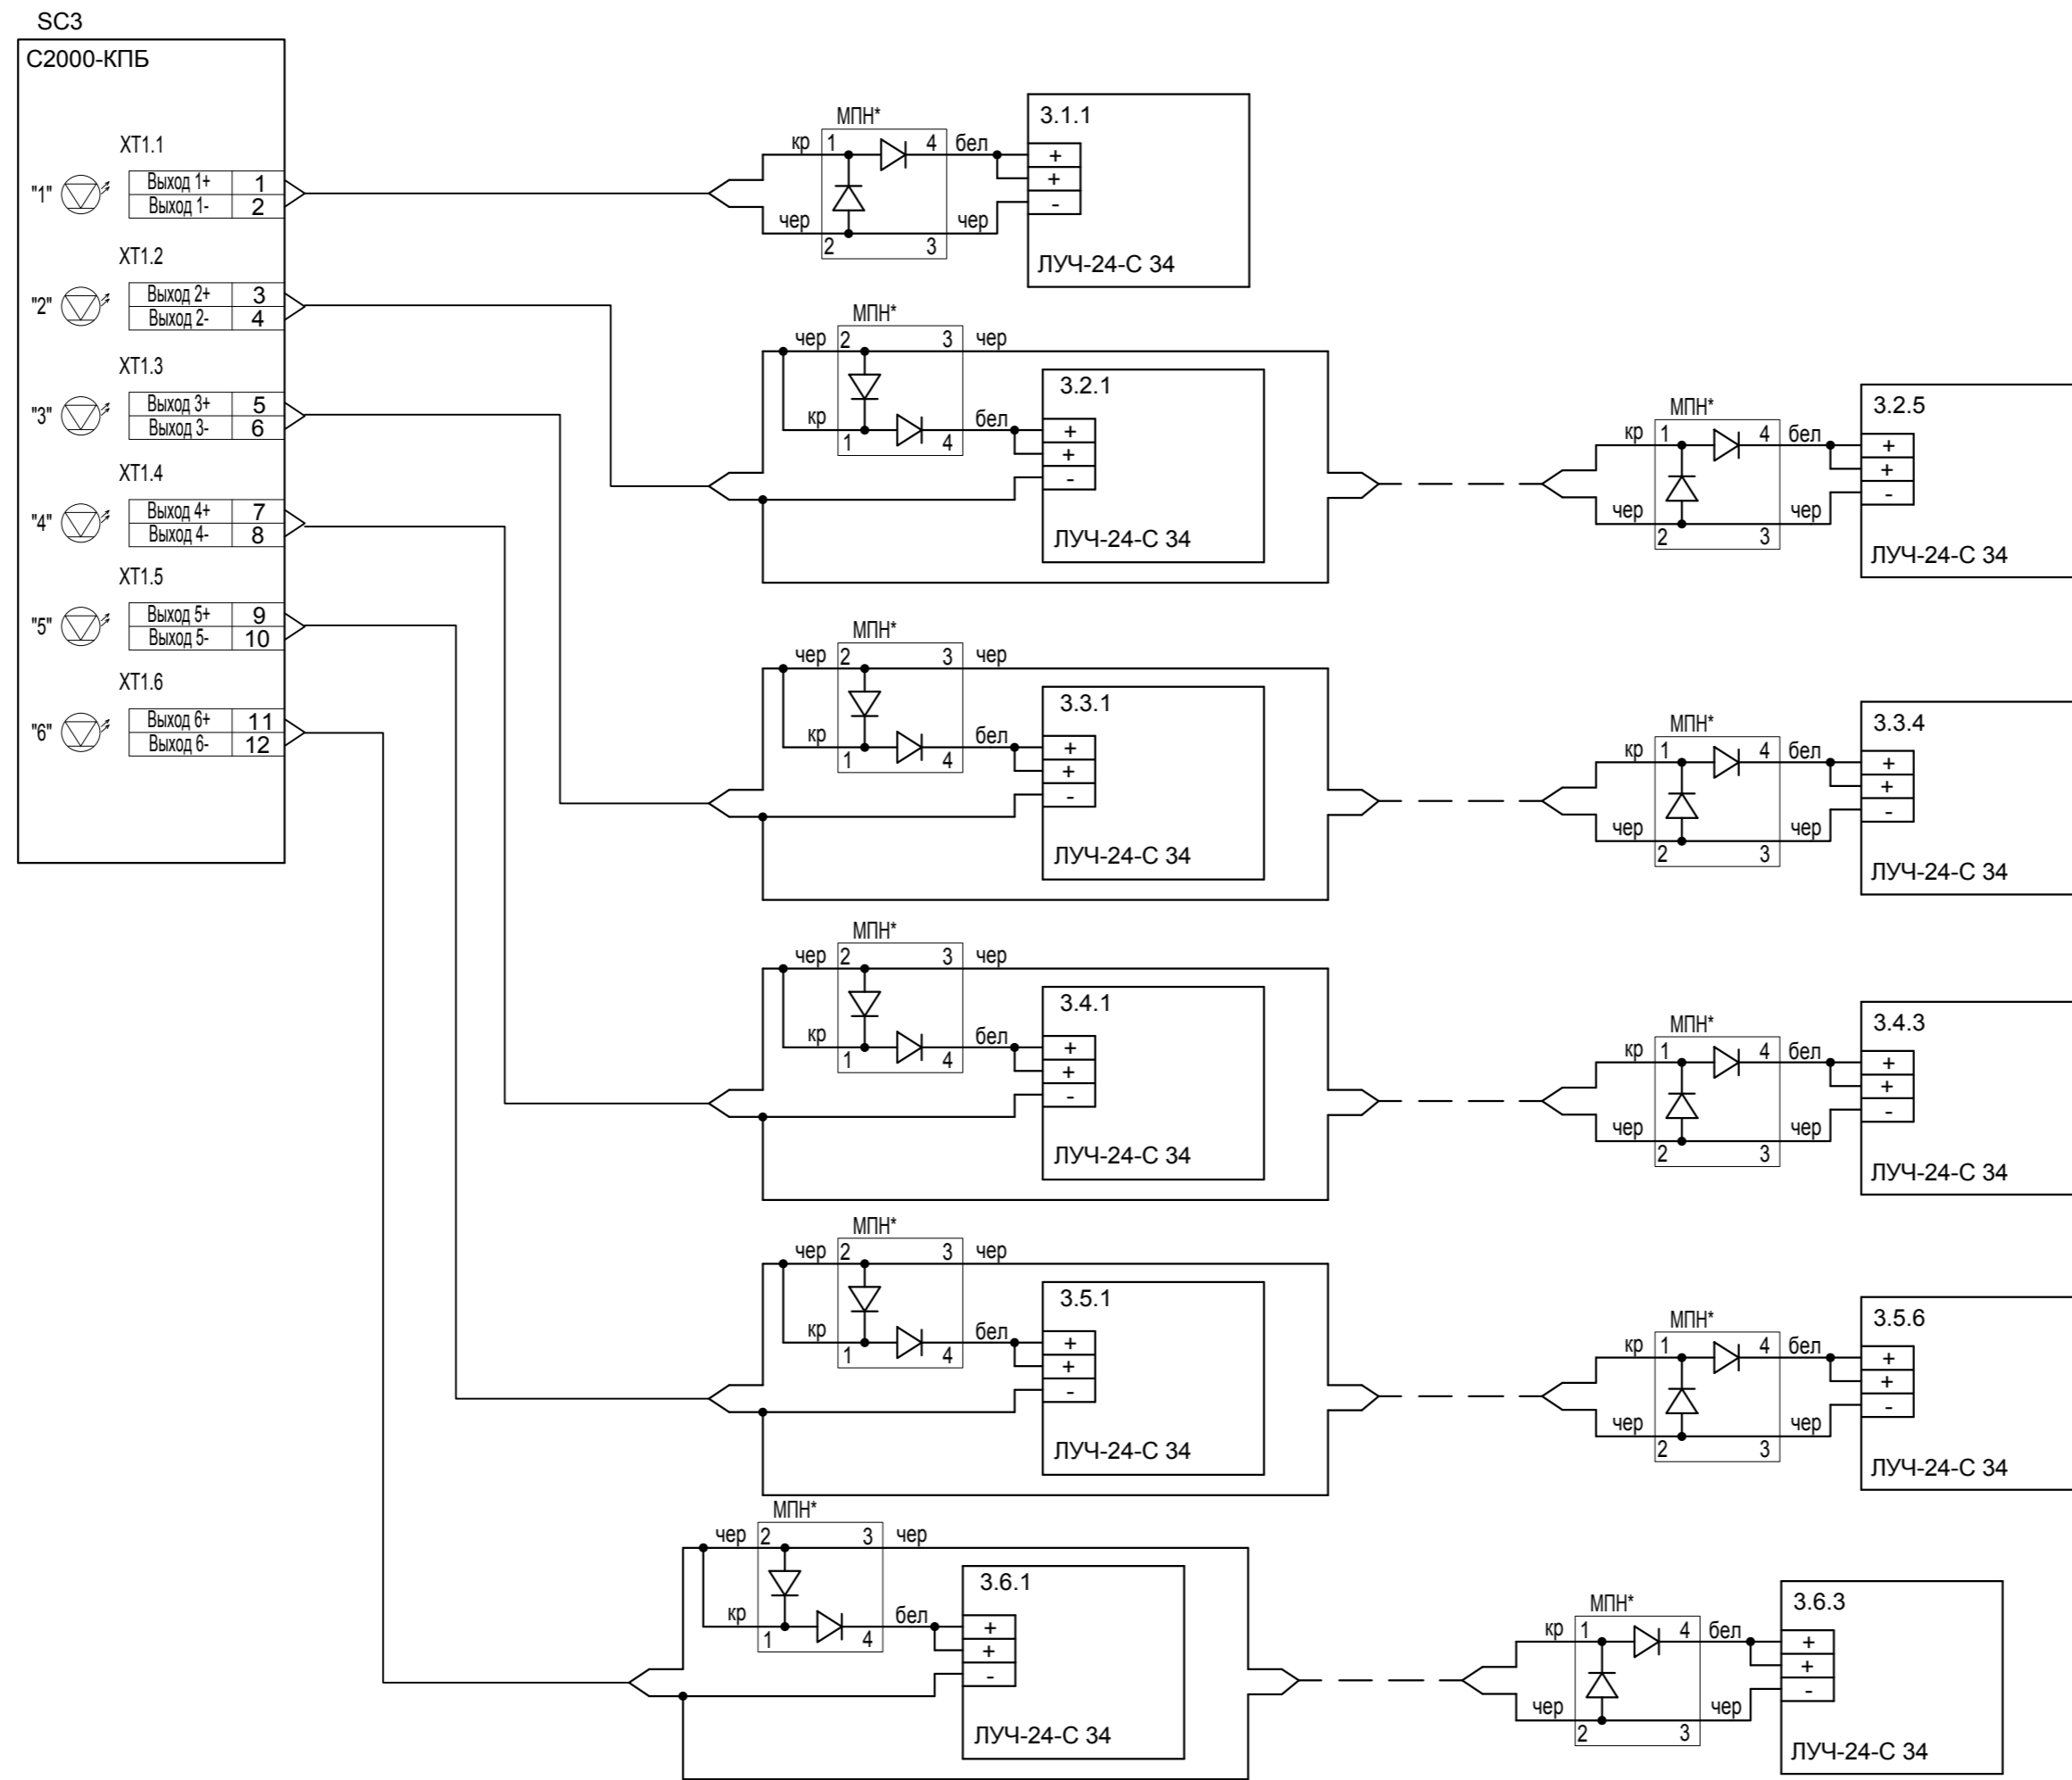 SC3
С2000-КПБ
XT1.1
"1" Выход 1+ 1
Выход 1- 2
XT1.2
"2" Выход 2+ 3
Выход 2- 4
XT1.3
"3" Выход 3+ 5
Выход 3- 6
XT1.4
"4" Выход 4+ 7
Выход 4- 8
XT1.5
"5" Выход 5+ 9
Выход 5- 10
XT1.6
"6" Выход 6+ 11
Выход 6- 12
МПН*
кр 1 4 бел
чер чер
2 3
3.1.1
+
+
-
ЛУЧ-24-С 34
МПН*
чер 2 3 чер
кр бел
1 4
3.2.1
+
+
-
ЛУЧ-24-С 34
МПН*
кр 1 4 бел
чер чер
2 3
3.2.5
+
+
-
ЛУЧ-24-С 34
МПН*
чер 2 3 чер
кр бел
1 4
3.3.1
+
+
-
ЛУЧ-24-С 34
МПН*
кр 1 4 бел
чер чер
2 3
3.3.4
+
+
-
ЛУЧ-24-С 34
МПН*
чер 2 3 чер
кр бел
1 4
3.4.1
+
+
-
ЛУЧ-24-С 34
МПН*
кр 1 4 бел
чер чер
2 3
3.4.3
+
+
-
ЛУЧ-24-С 34
МПН*
чер 2 3 чер
кр бел
1 4
3.5.1
+
+
-
ЛУЧ-24-С 34
МПН*
кр 1 4 бел
чер чер
2 3
3.5.6
+
+
-
ЛУЧ-24-С 34
МПН*
чер 2 3 чер
кр бел
1 4
3.6.1
+
+
-
ЛУЧ-24-С 34
МПН*
кр 1 4 бел
чер чер
2 3
3.6.3
+
+
-
ЛУЧ-24-С 34